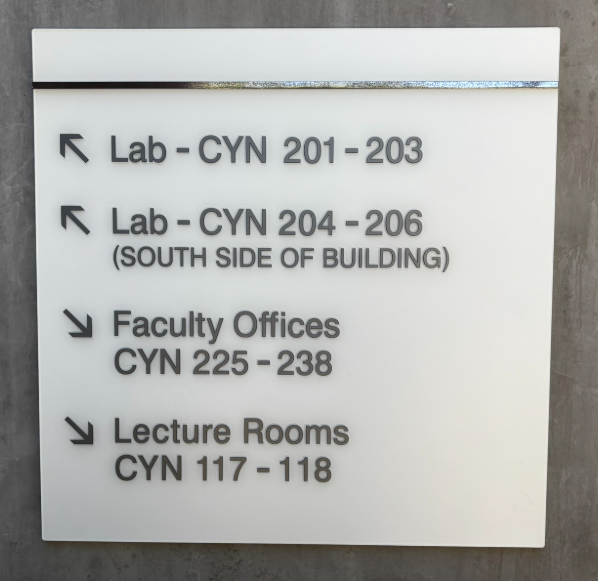 Lab - CYN 201 - 203
Lab - CYN 204 - 206
(SOUTH SIDE OF BUILDING)
Faculty Offices
CYN 225 - 238
Lecture Rooms
CYN 117 - 118